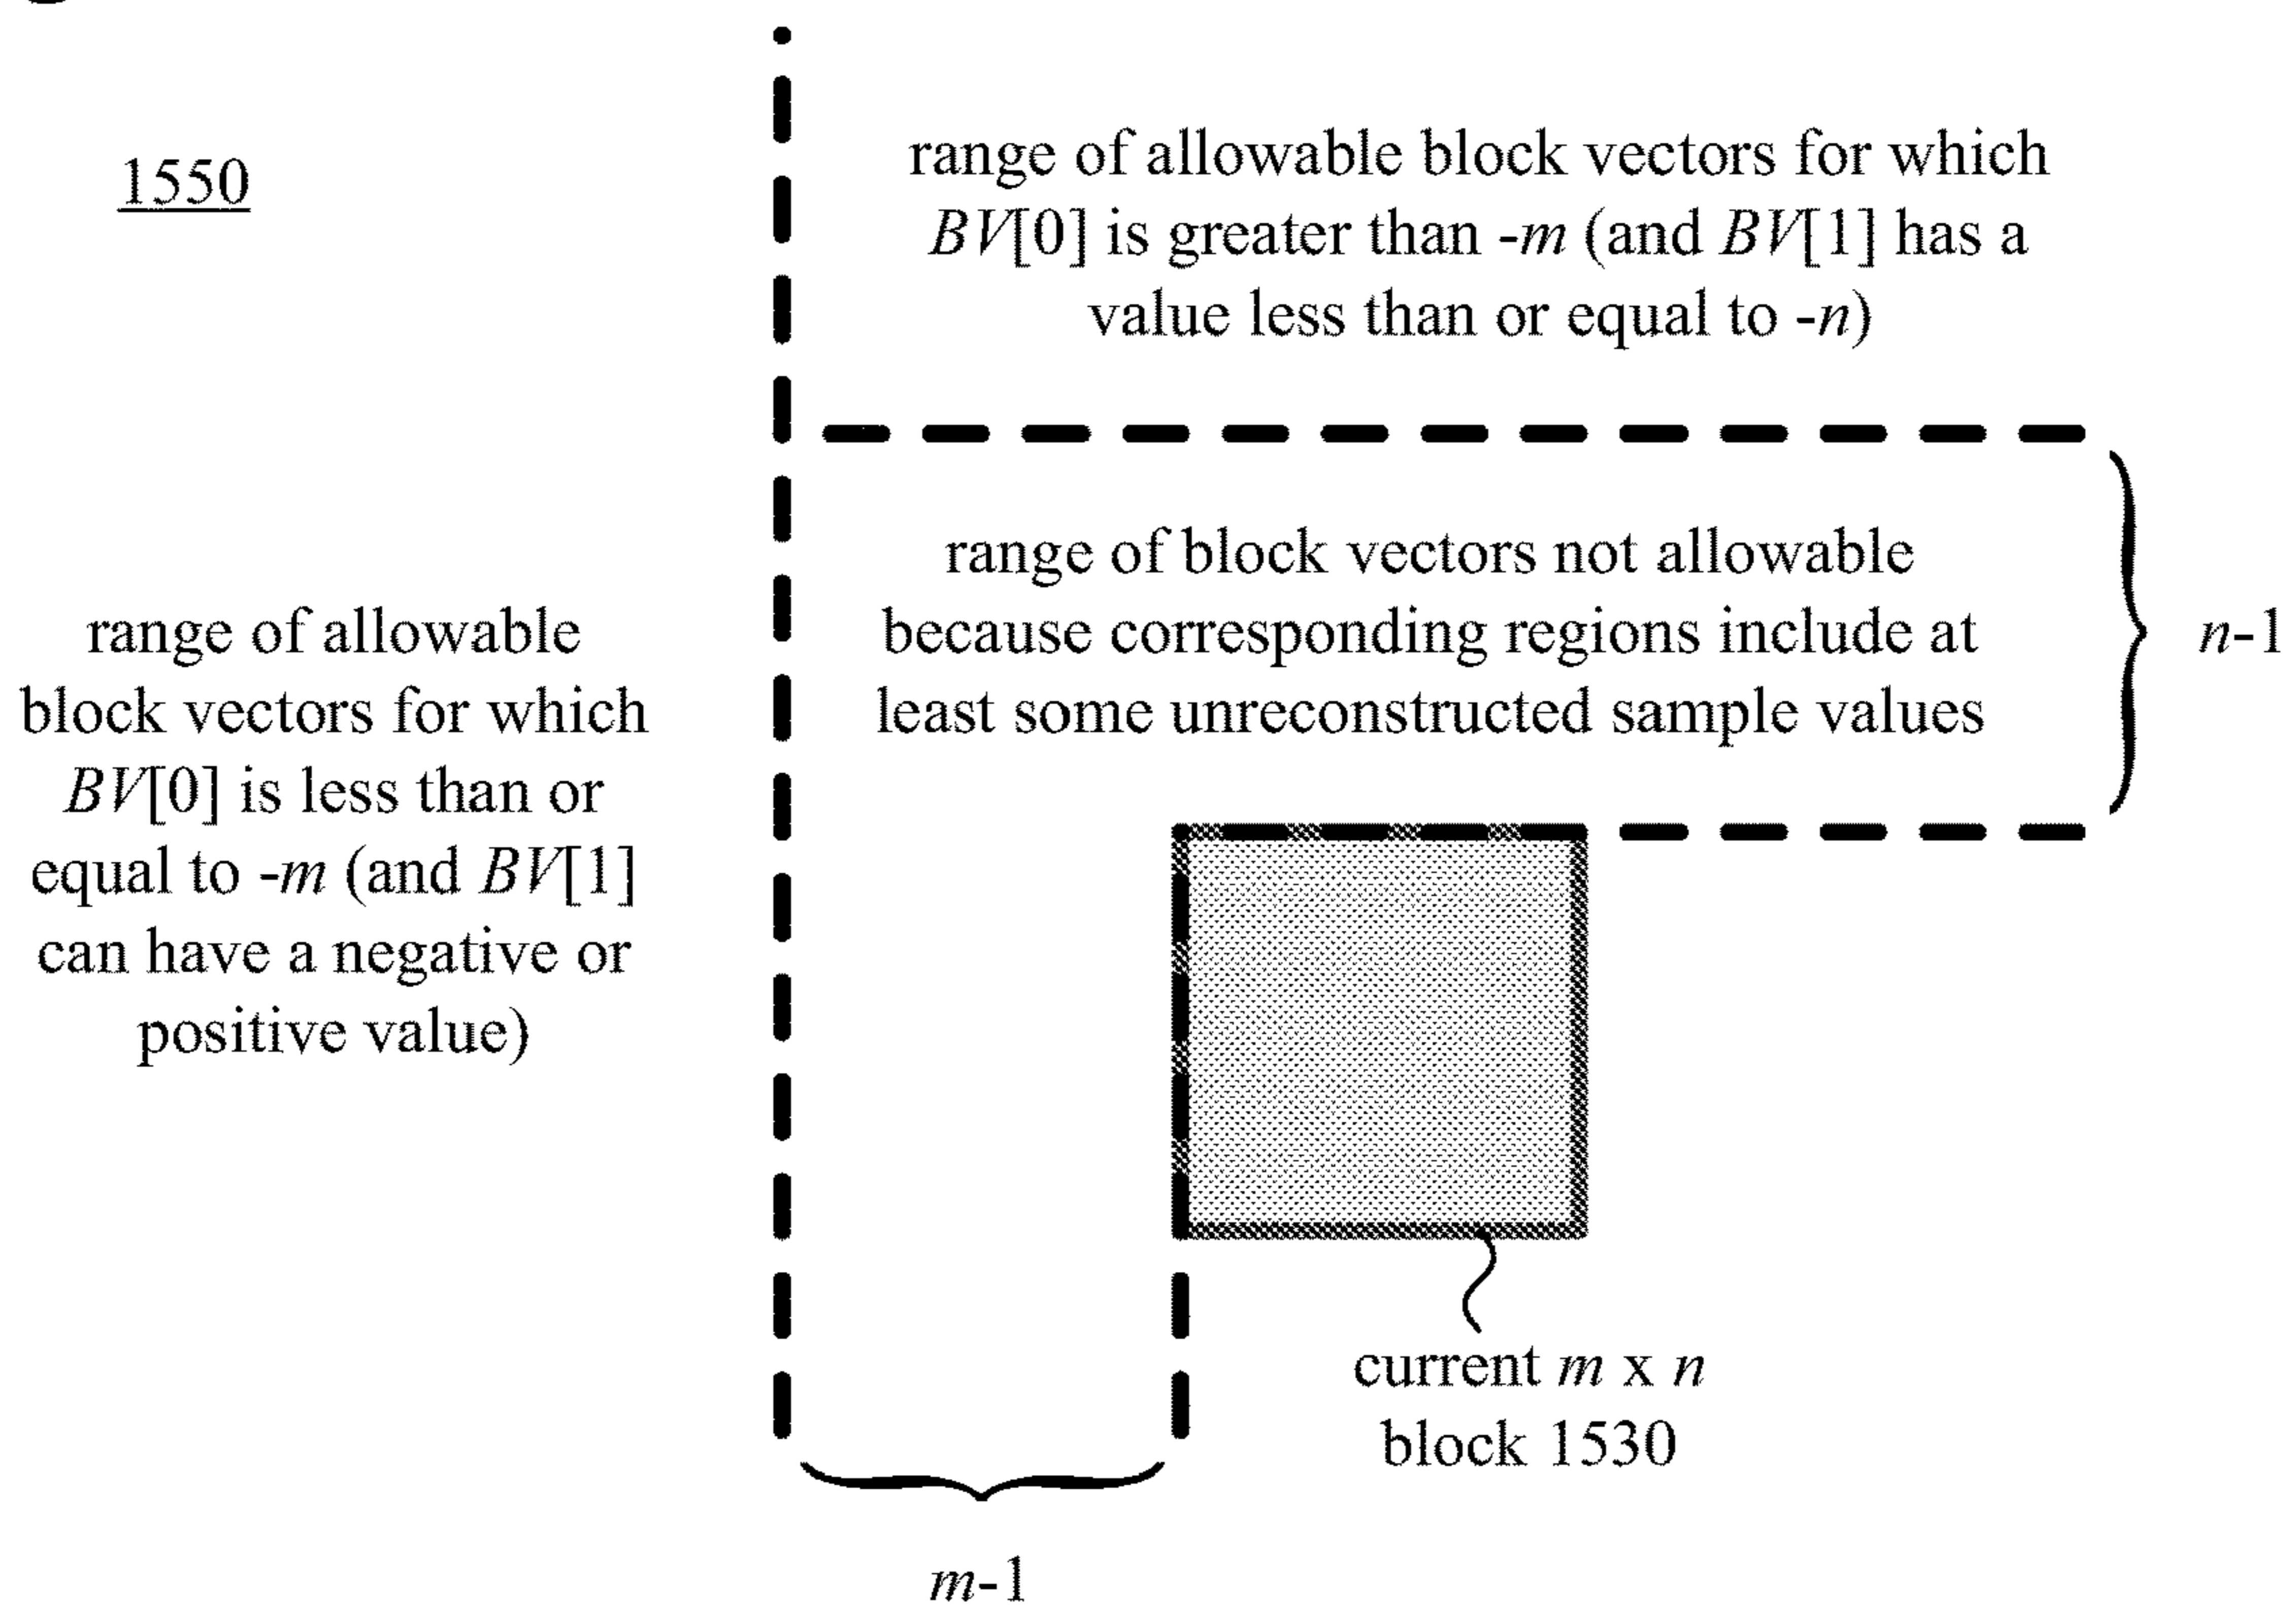 1550
range of allowable block vectors for which
BV[0] is greater than -m (and BV[1] has a
value less than or equal to -n)
range of block vectors not allowable
because corresponding regions include at
least some unreconstructed sample values
n-1
range of allowable
block vectors for which
BV[0] is less than or
equal to -m (and BV[1]
can have a negative or
positive value)
current m x n
block 1530
m-1